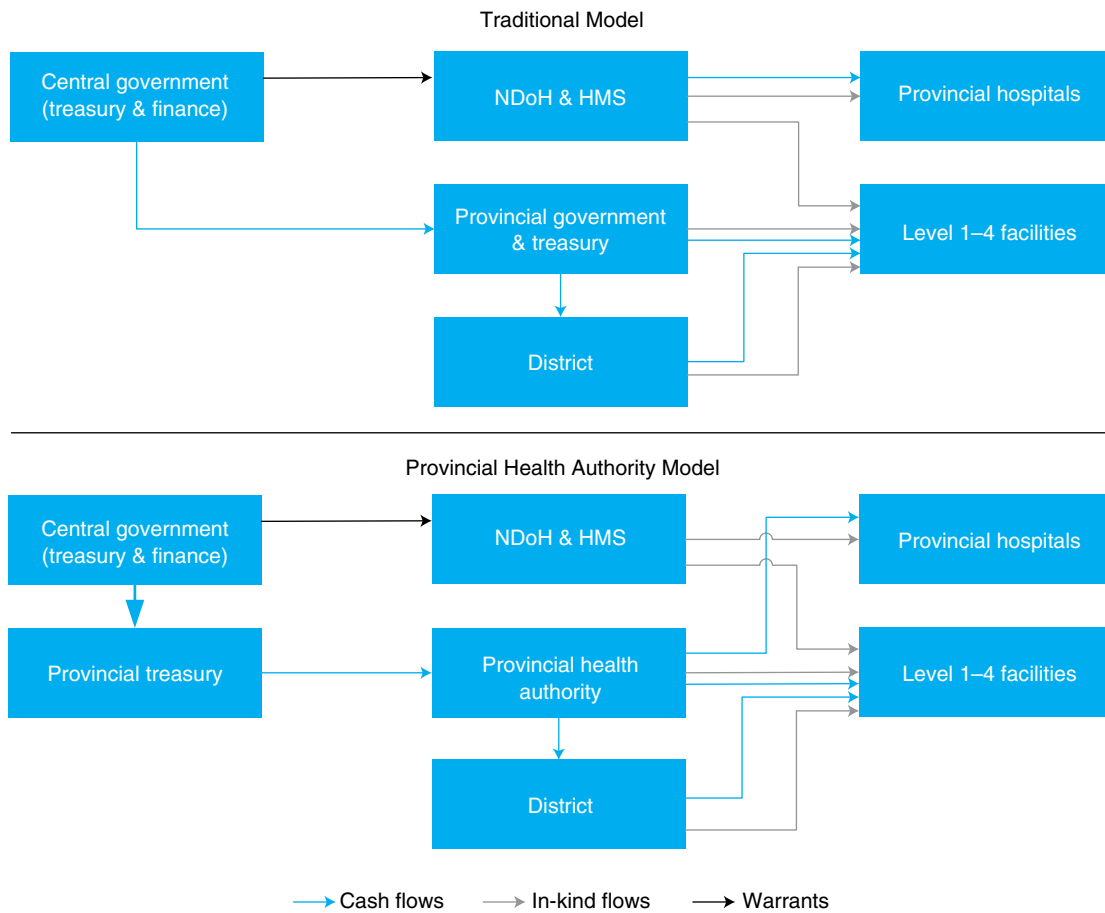 Traditional Model
Central government
(treasury & finance)
NDoH & HMS
Provincial hospitals
Provincial government
& treasury
Level 1–4 facilities
District
Provincial Health Authority Model
Central government
(treasury & finance)
NDoH & HMS
Provincial hospitals
Provincial treasury
Provincial health
authority
Level 1–4 facilities
District
Cash flows
In-kind flows
Warrants